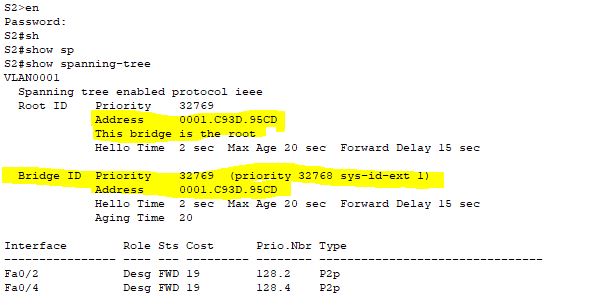 S2>en
Password:
S2#sh
S2#show sp
S2#show spanning-tree
VLAN0001
Spanning tree enabled protocol ieee
Root ID Priority 32769
Address 0001.C93D.95CD
This bridge is the root
Hello Time 2 sec Max Age 20 sec Forward Delay 15 sec
Bridge ID Priority 32769 (priority 32768 sys-id-ext 1)
Address 0001.C93D.95CD
Hello Time 2 sec Max Age 20 sec Forward Delay 15 sec
Aging Time 20
Interface Role Sts Cost Prio.Nbr Type
---------------- ---- --- --------- -------- --------------------------------
Fa0/2 Desg FWD 19 128.2 P2p
Fa0/4 Desg FWD 19 128.4 P2p